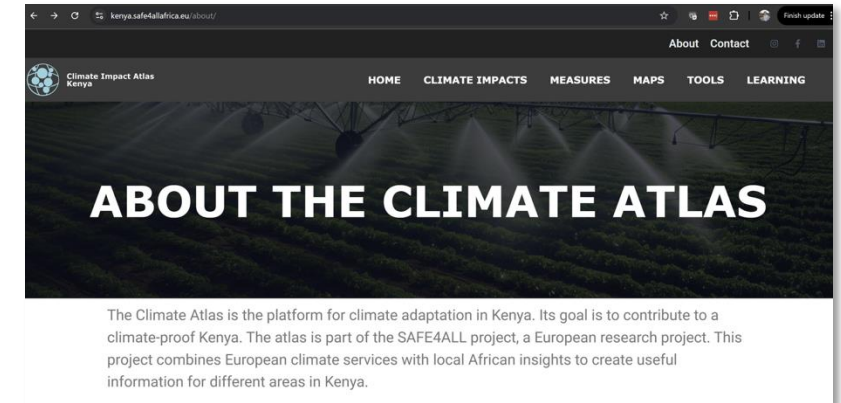 kenya.safe4allafrica.eu/about/
Finish update
About Contact
Climate Impact Atlas
Kenya
HOME CLIMATE IMPACTS MEASURES MAPS TOOLS LEARNING
ABOUT THE CLIMATE ATLAS
The Climate Atlas is the platform for climate adaptation in Kenya. Its goal is to contribute to a
climate-proof Kenya. The atlas is part of the SAFE4ALL project, a European research project. This
project combines European climate services with local African insights to create useful
information for different areas in Kenya.